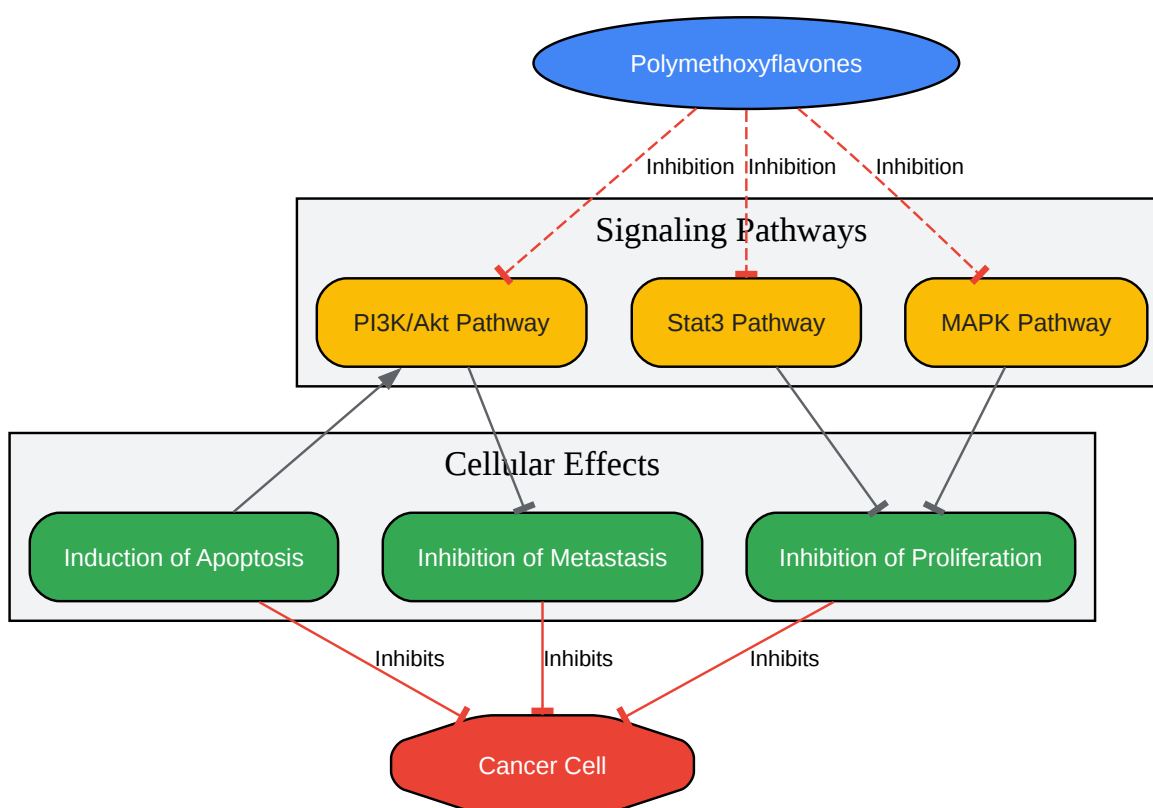 Polymethoxyflavones
Inhibition
Inhibition
Inhibition
Signaling Pathways
PI3K/Akt Pathway
Stat3 Pathway
MAPK Pathway
Cellular Effects
Induction of Apoptosis
Inhibition of Metastasis
Inhibition of Proliferation
Inhibits
Inhibits
Inhibits
Cancer Cell